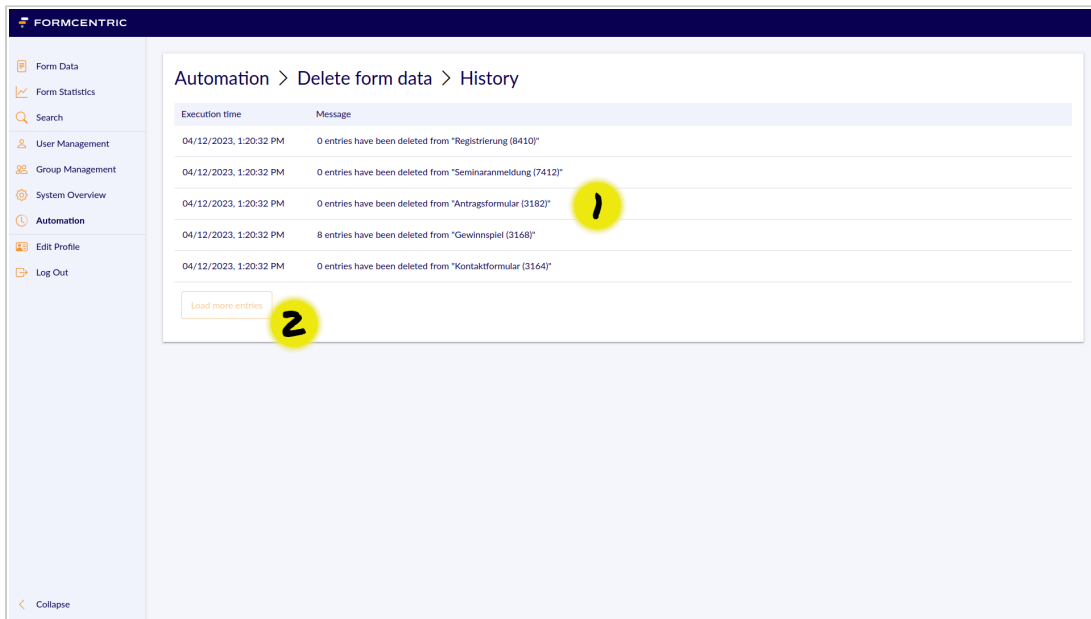 FORMCENTRIC
Form Data
Form Statistics
Search
User Management
Group Management
System Overview
Automation
Edit Profile
Log Out
Collapse
Automation > Delete form data > History
Execution time Message
04/12/2023, 1:20:32 PM 0 entries have been deleted from "Registrierung (8410)"
04/12/2023, 1:20:32 PM 0 entries have been deleted from "Seminaranmeldung (7412)"
04/12/2023, 1:20:32 PM 0 entries have been deleted from "Antragsformular (3182)"
1
04/12/2023, 1:20:32 PM 8 entries have been deleted from "Gewinnspiel (3168)"
04/12/2023, 1:20:32 PM 0 entries have been deleted from "Kontaktformular (3164)"
Load more entries
2